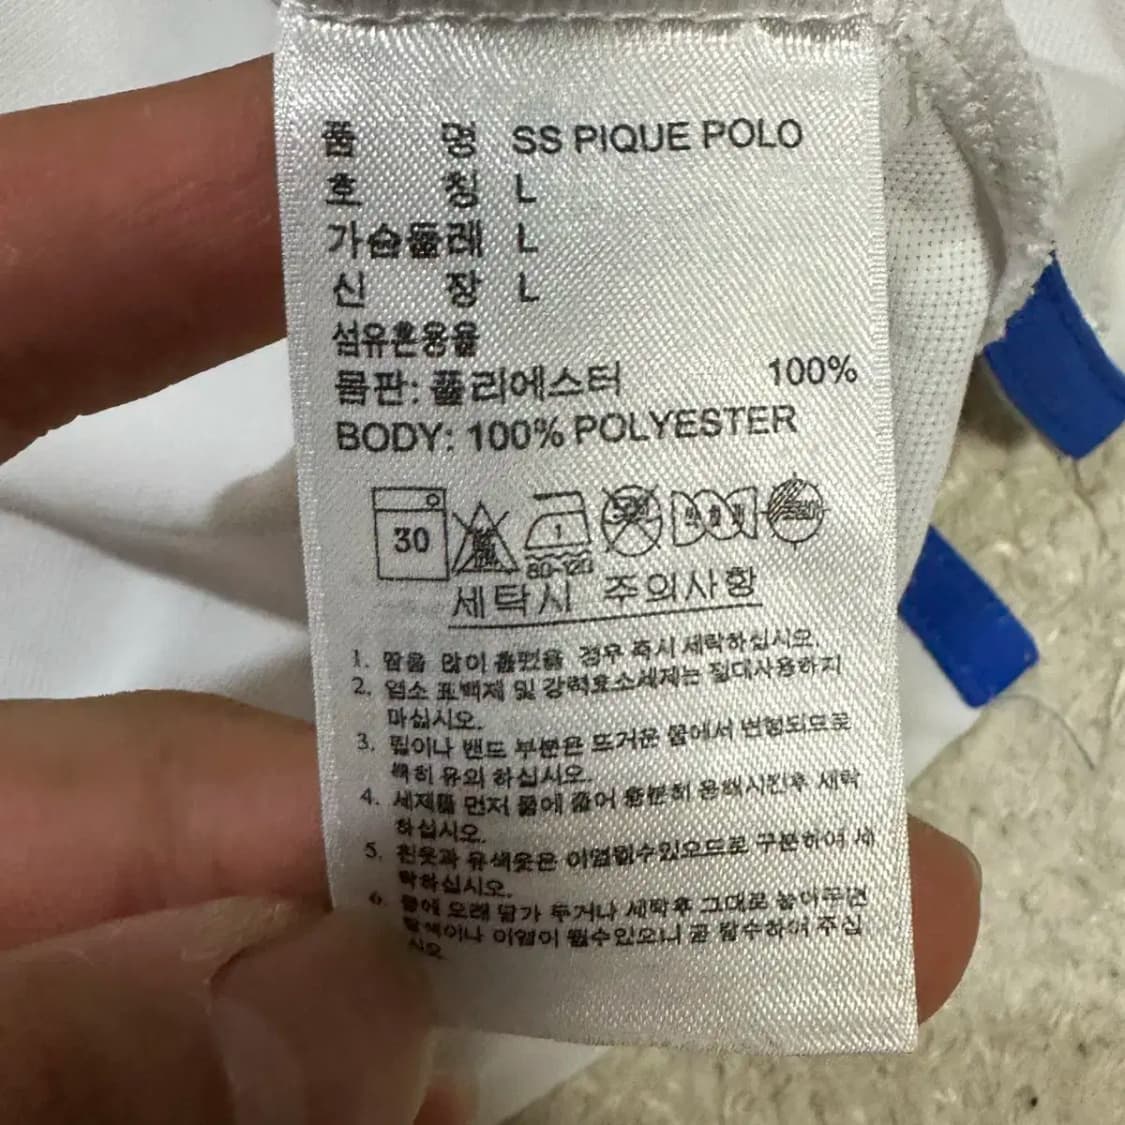 품 명 SS PIQUE POLO
호 칭 L
가슴둘레 L
신 장 L
섬유혼용율
몸판: 폴리에스터 100%
BODY: 100% POLYESTER
30
1
80-120
세탁시 주의사항
1. 땀을 많이 흘렸을 경우 즉시 세탁하십시오.
2. 염소 표백제 및 강력효소세제는 절대사용하지
마십시오.
3. 립이나 밴드 부분은 뜨거운 물에서 변형되므로
특히 유의 하십시오.
4. 세제를 먼저 물에 풀어 충분히 용해시킨후 세탁
하십시오.
5. 흰옷과 유색옷은 이염될수있으므로 구분하여 세
탁하십시오.
6. 물에 오래 담가 두거나 세탁후 그대로 놓아두면
탈색이나 이염이 될수있으니 곧 탈수하여 주십
시오